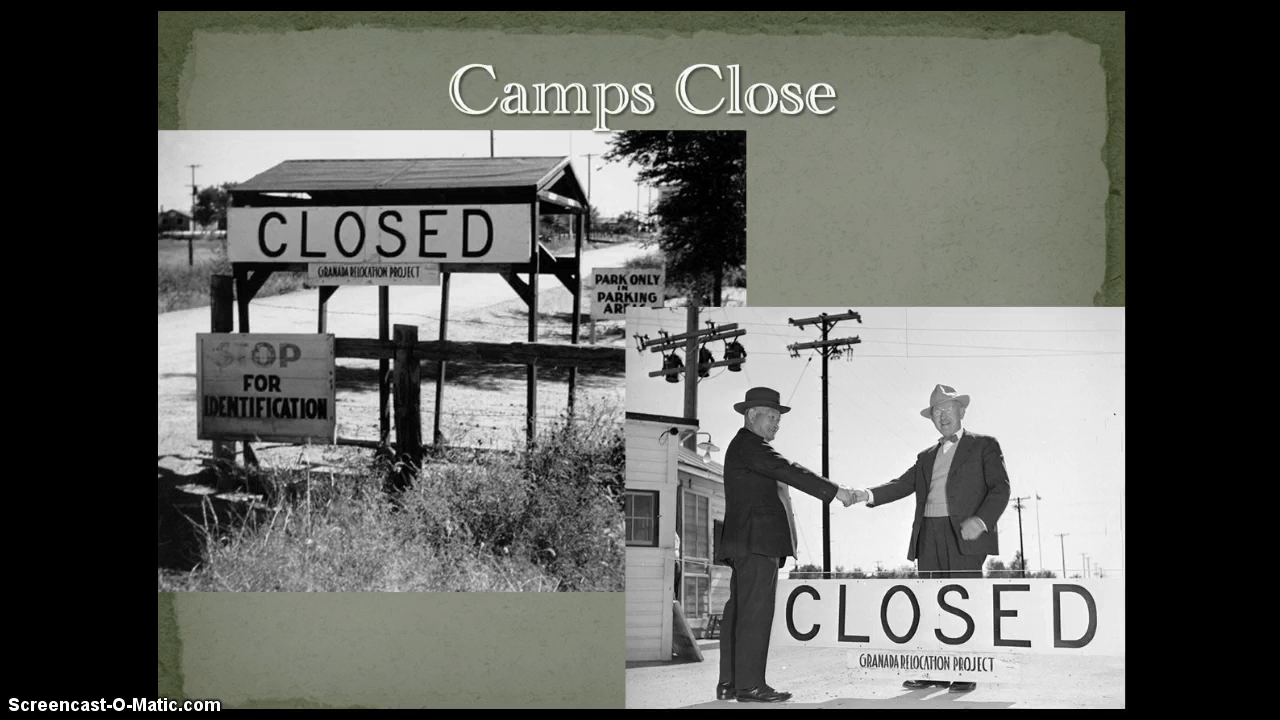 Camps Close
CLOSED
GRANADA RELOCATION PROJECT
PARK ONLY
IN
PARKING
AREAS
STOP
FOR
IDENTIFICATION
CLOSED
GRANADA RELOCATION PROJECT
Screencast-O-Matic.com